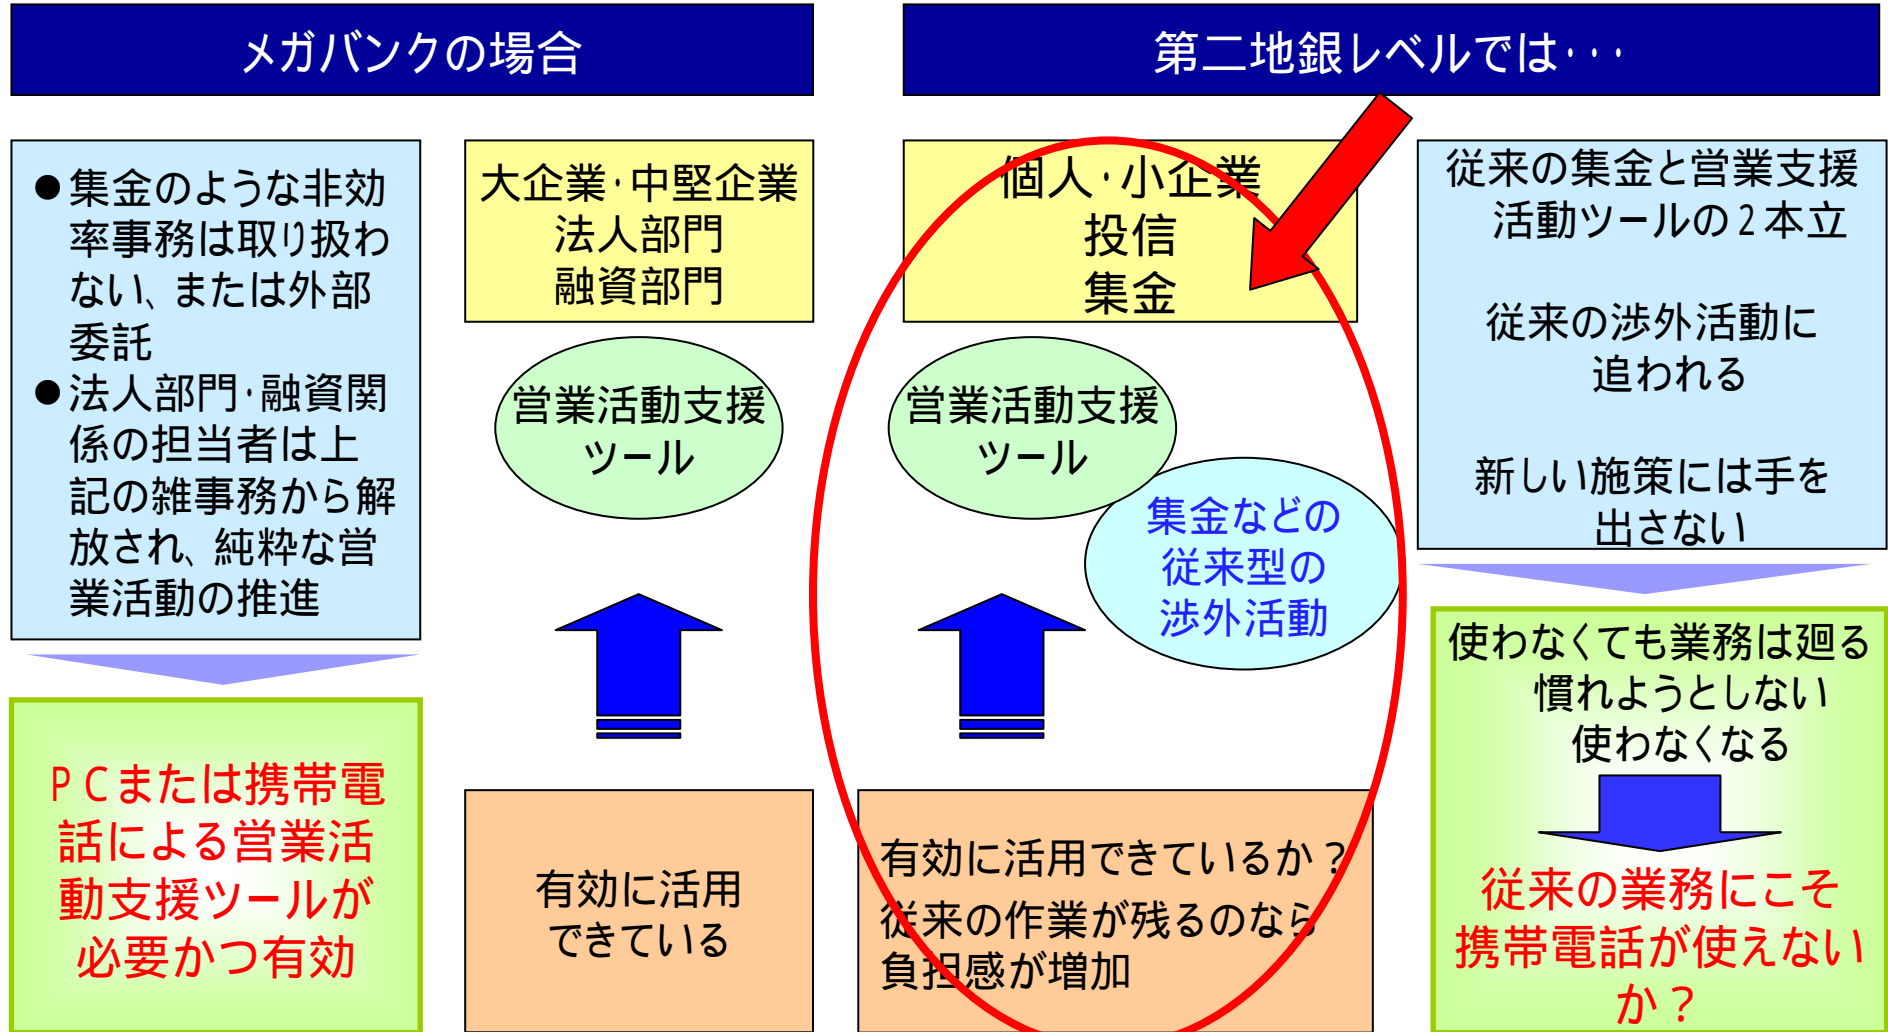 メガバンクの場合
第二地銀レベルでは・・・
●集金のような非効
率事務は取り扱わ
ない、または外部
委託
●法人部門・融資関
係の担当者は上
記の雑事務から解
放され、純粋な営
業活動の推進
PCまたは携帯電
話による営業活
動支援ツールが
必要かつ有効
大企業・中堅企業
法人部門
融資部門
営業活動支援
ツール
有効に活用
できている
個人・小企業
投信
集金
営業活動支援
ツール
集金などの
従来型の
渉外活動
有効に活用できているか?
従来の作業が残るのなら
負担感が増加
従来の集金と営業支援
活動ツールの2本立
従来の渉外活動に
追われる
新しい施策には手を
出さない
使わなくても業務は廻る
慣れようとしない
使わなくなる
従来の業務にこそ
携帯電話が使えない
か?